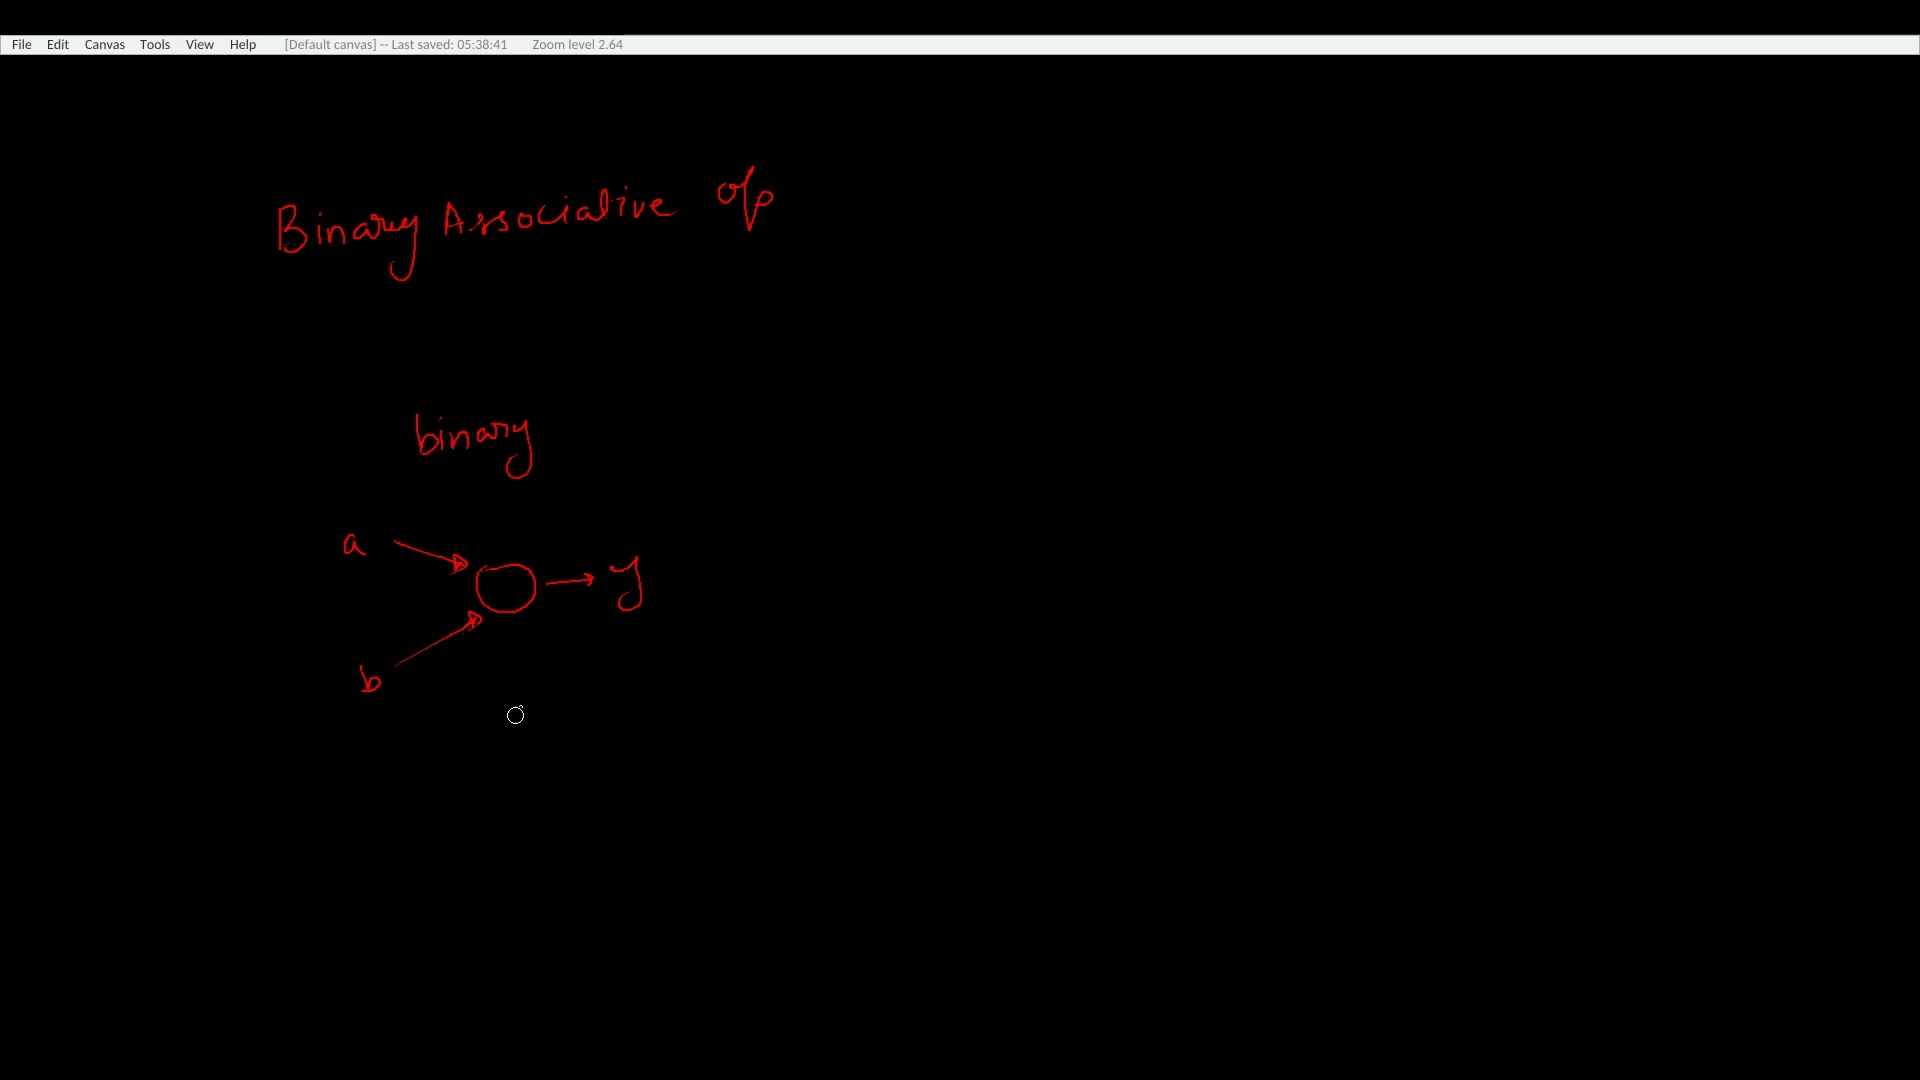 File Edit Canvas Tools View Help [Default canvas] -- Last saved: 05:38:41 Zoom level 2.64
Binary Associative op
binary
a
y
b